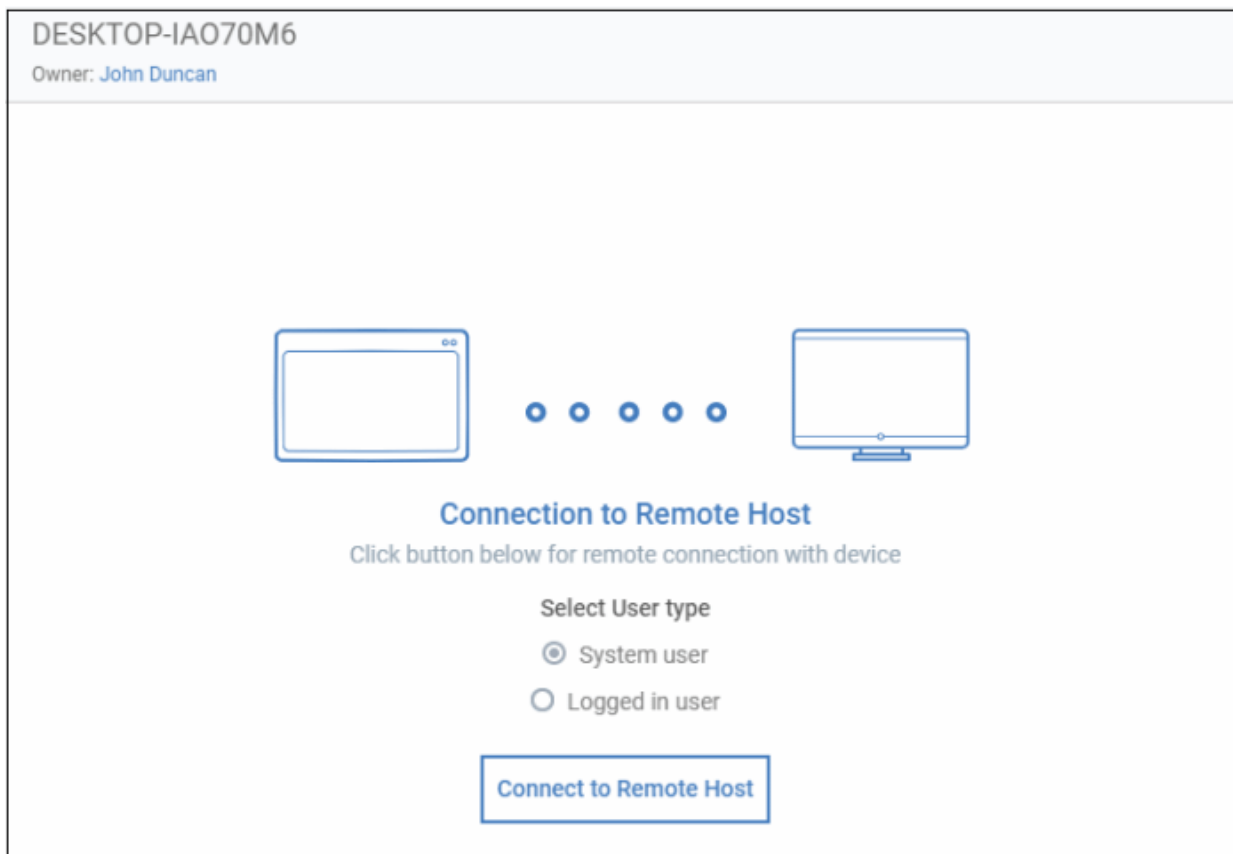 DESKTOP-IAO70M6
Owner: John Duncan
Connection to Remote Host
Click button below for remote connection with device
Select User type
System user
Logged in user
Connect to Remote Host